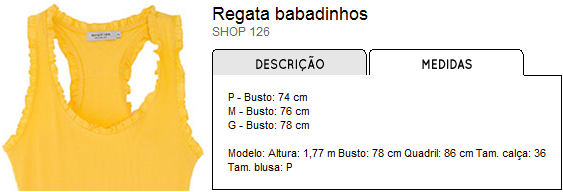 Regata babadinhos
SHOP 126
DESCRIÇÃO
MEDIDAS
P - Busto: 74 cm
M - Busto: 76 cm
G - Busto: 78 cm
Modelo: Altura: 1,77 m Busto: 78 cm Quadril: 86 cm Tam. calça: 36
Tam. blusa: P